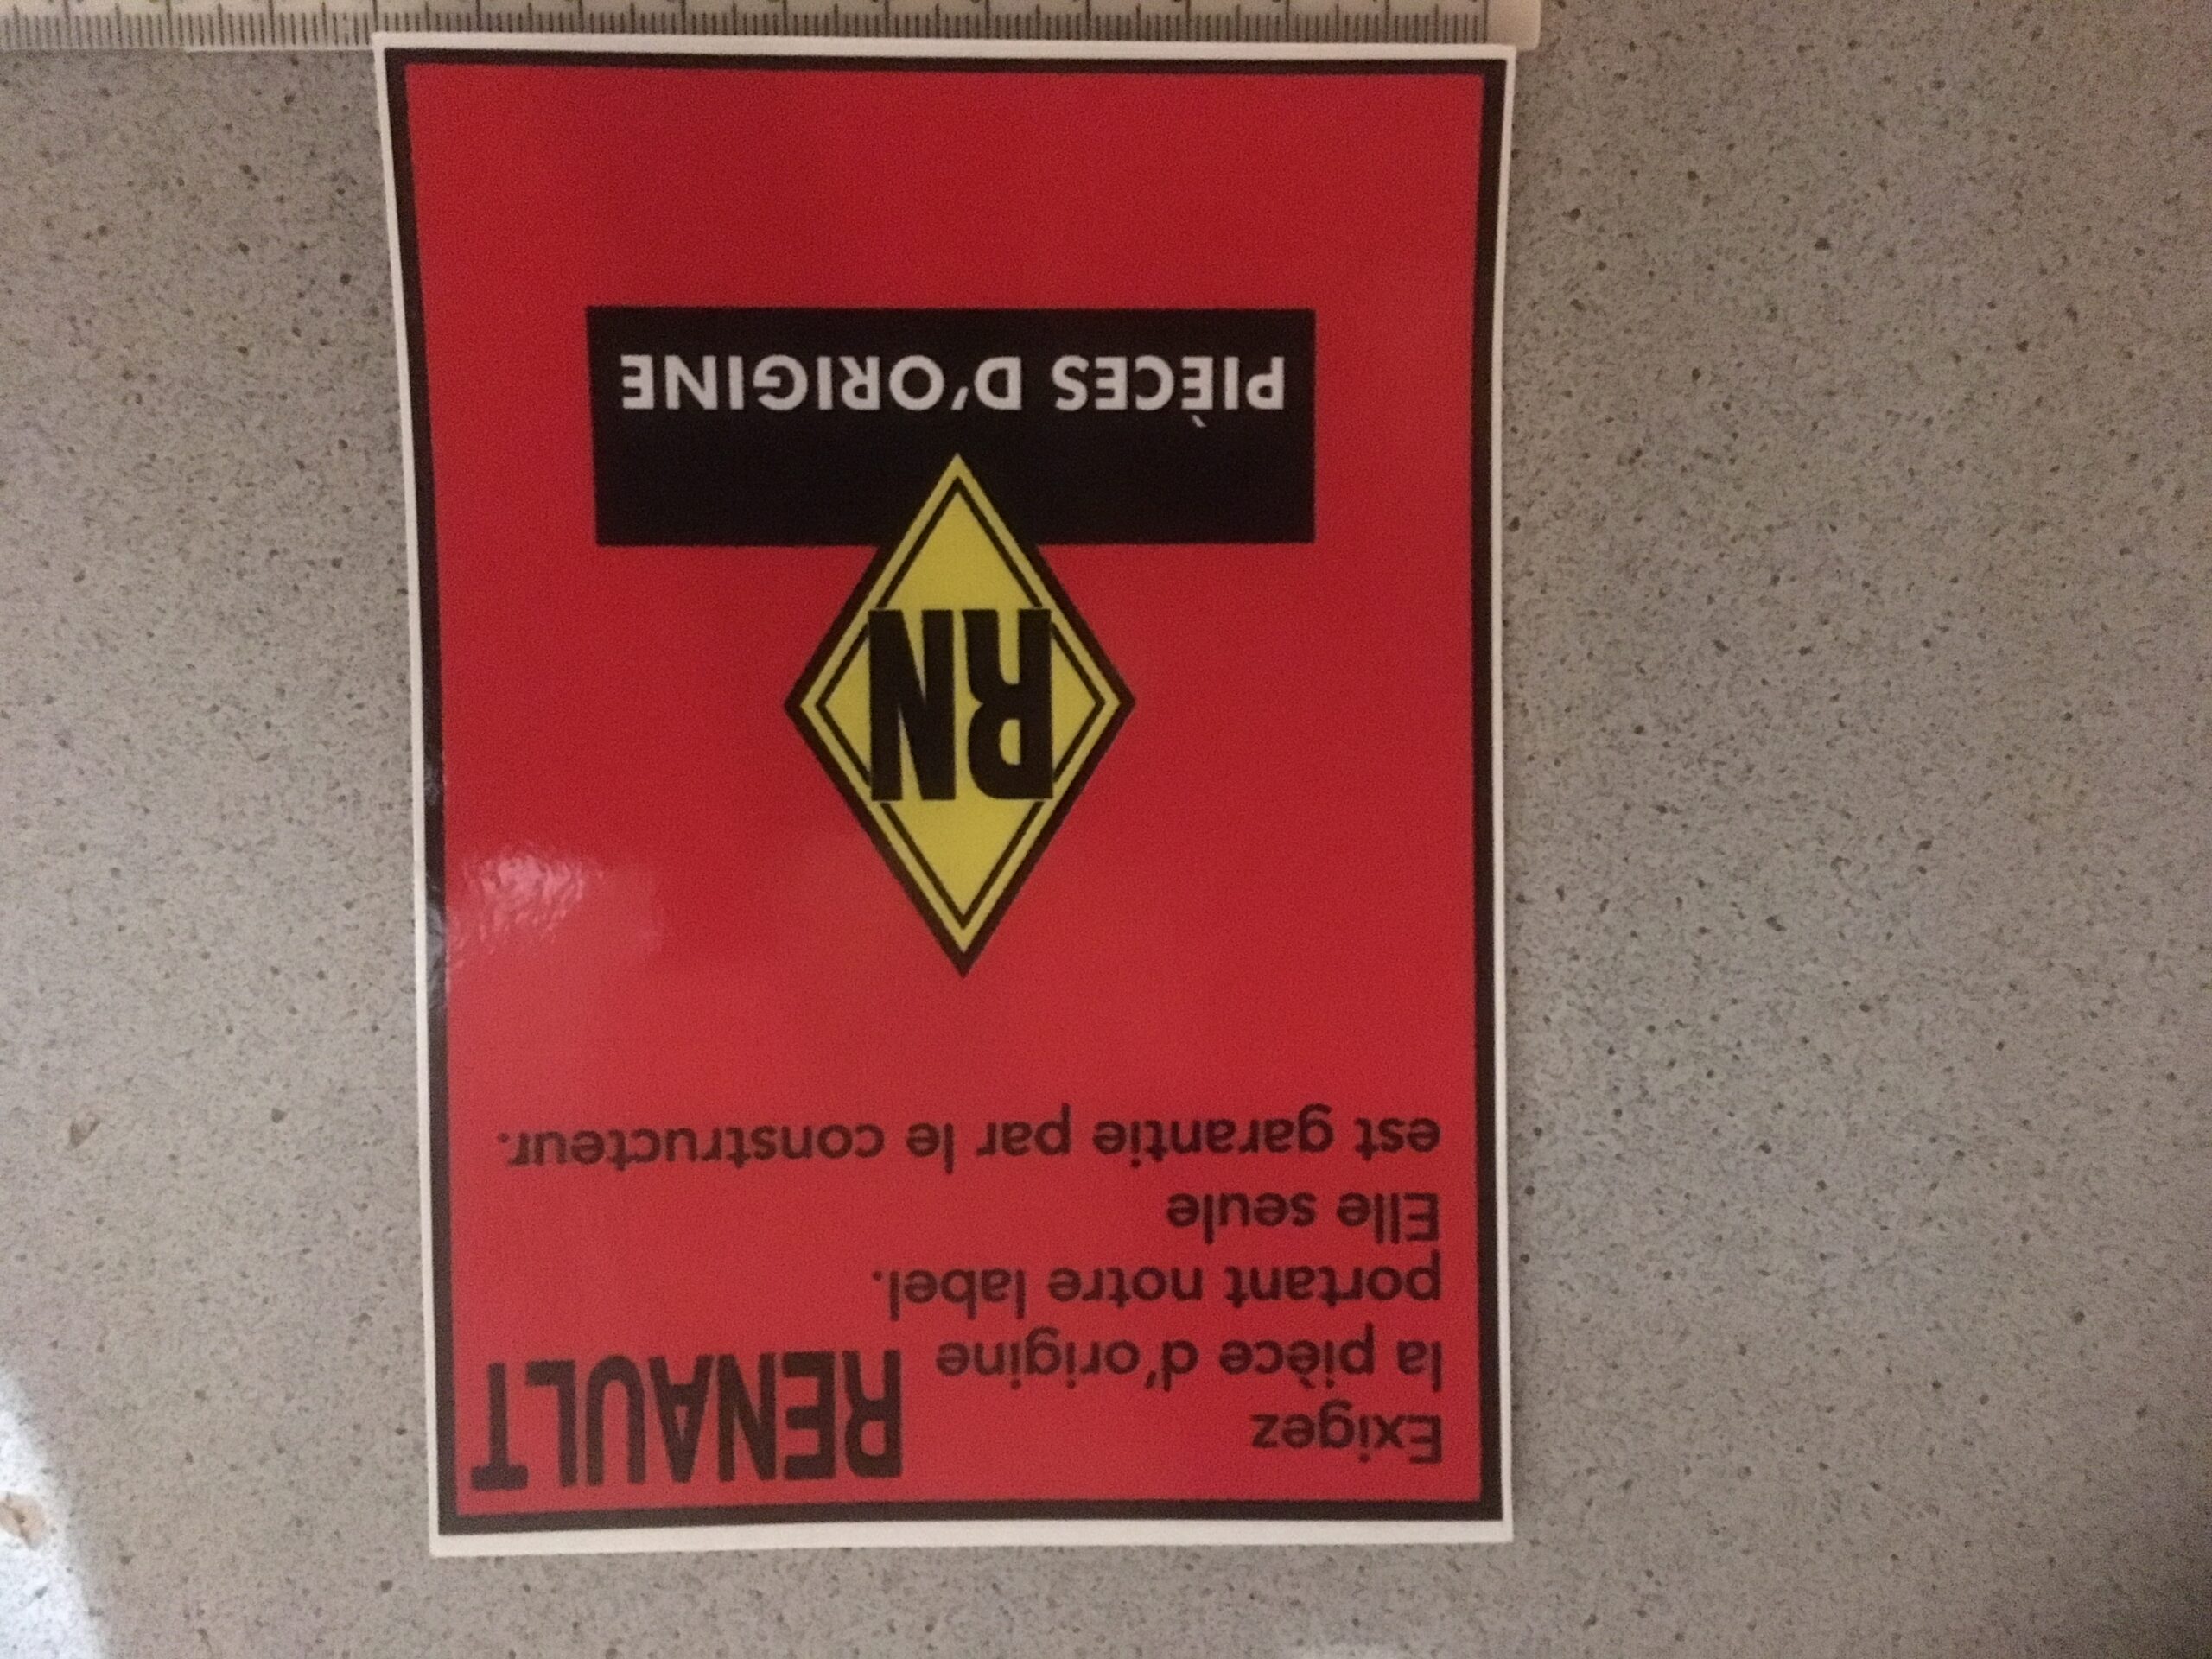 Exigez
la pièce d'origine RENAULT
portant notre label.
Elle seule
est garantie par le constructeur.
RN
PIÈCES D'ORIGINE